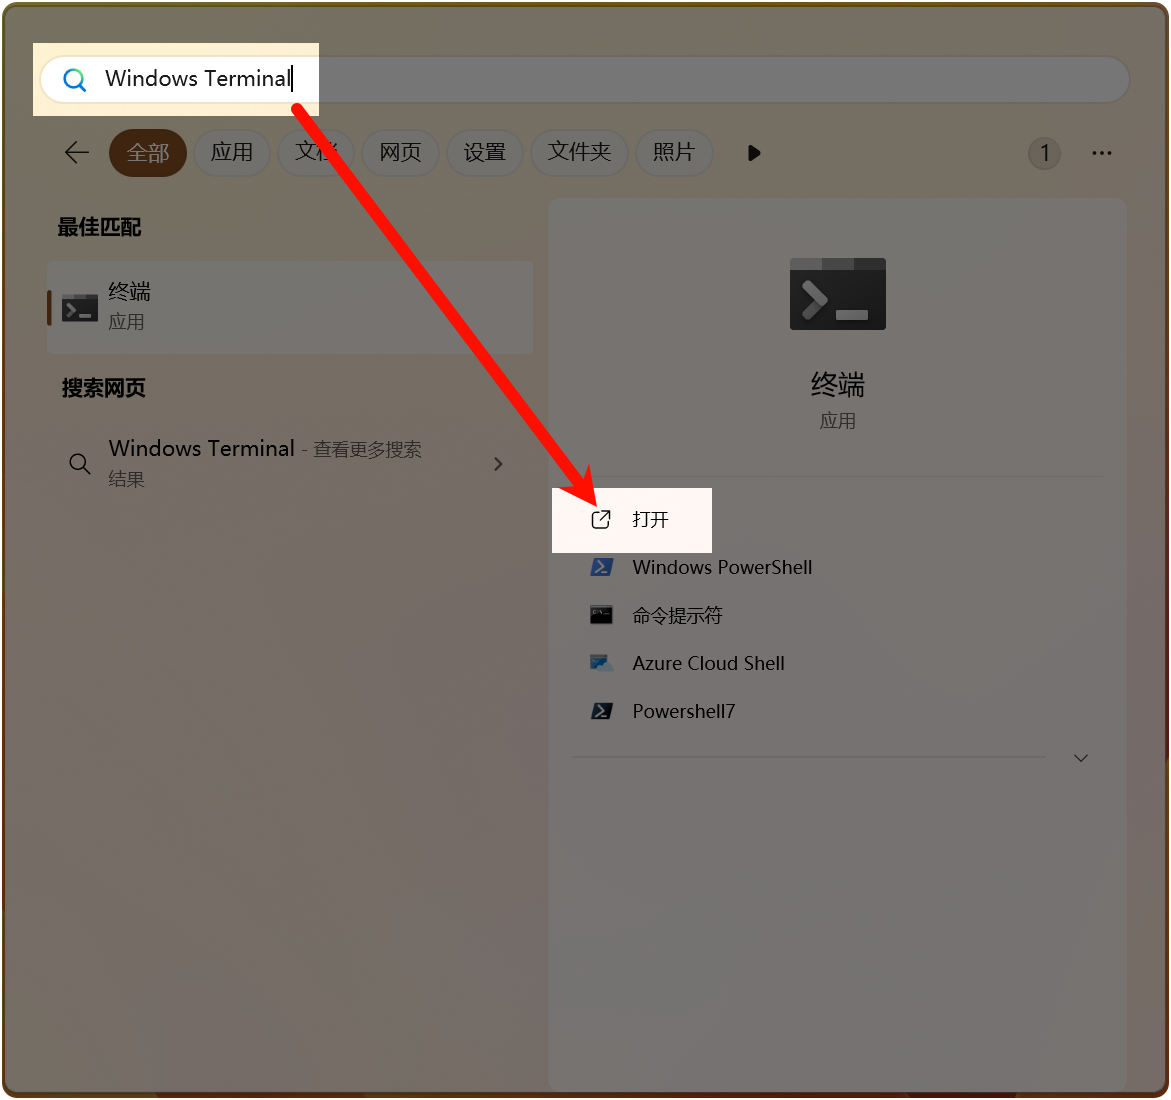 Windows Terminal
全部
应用
文档
网页
设置
文件夹
照片
1
最佳匹配
终端
应用
搜索网页
Windows Terminal - 查看更多搜索
结果
终端
应用
打开
Windows PowerShell
命令提示符
Azure Cloud Shell
Powershell7